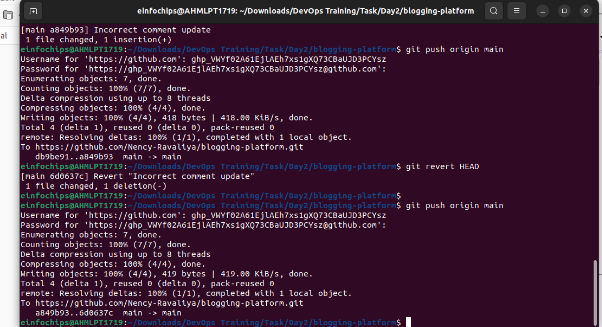 einfochips@AHMLPT1719: ~/Downloads/DevOps Training/Task/Day2/blogging-platform
al
[main a849b93] Incorrect comment update
1 file changed, 1 insertion(+)
einfochips@AHMLPT1719:~/Downloads/DevOps Training/Task/Day2/blogging-platform$ git push origin main
Username for 'https://github.com':
Password for 'https://github.com':
Enumerating objects: 7, done.
Counting objects: 100% (7/7), done.
Delta compression using up to 8 threads
Compressing objects: 100% (4/4), done.
Writing objects: 100% (4/4), 418 bytes | 418.00 KiB/s, done.
Total 4 (delta 1), reused 0 (delta 0), pack-reused 0
remote: Resolving deltas: 100% (1/1), completed with 1 local object.
To https://github.com/Nency-Ravaliya/blogging-platform.git
db9be91..a849b93 main -> main
einfochips@AHMLPT1719:~/Downloads/DevOps Training/Task/Day2/blogging-platform$ git revert HEAD
[main 6d0637c] Revert "Incorrect comment update"
1 file changed, 1 deletion(-)
einfochips@AHMLPT1719:~/Downloads/DevOps Training/Task/Day2/blogging-platform$
einfochips@AHMLPT1719:~/Downloads/DevOps Training/Task/Day2/blogging-platform$ git push origin main
Username for 'https://github.com':
Password for 'https://github.com':
Enumerating objects: 7, done.
Counting objects: 100% (7/7), done.
Delta compression using up to 8 threads
Compressing objects: 100% (4/4), done.
Writing objects: 100% (4/4), 419 bytes | 419.00 KiB/s, done.
Total 4 (delta 1), reused 0 (delta 0), pack-reused 0
remote: Resolving deltas: 100% (1/1), completed with 1 local object.
To https://github.com/Nency-Ravaliya/blogging-platform.git
a849b93..6d0637c main -> main
einfochips@AHMLPT1719:~/Downloads/DevOps Training/Task/Day2/blogging-platform$